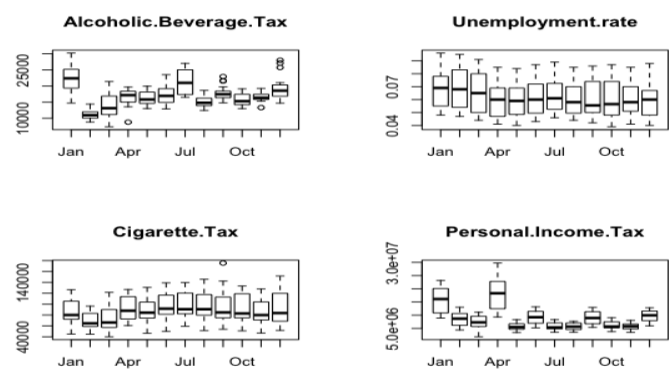 Alcoholic.Beverage.Tax
25000
10000
Jan Apr Jul Oct
Unemployment.rate
0.07
0.04
Jan Apr Jul Oct
Cigarette.Tax
140000
40000
Jan Apr Jul Oct
Personal.Income.Tax
3.0e+07
5.0e+06
Jan Apr Jul Oct